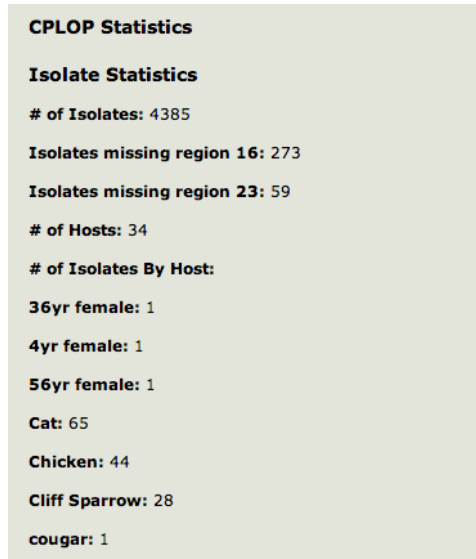 CPLOP Statistics
Isolate Statistics
# of Isolates: 4385
Isolates missing region 16: 273
Isolates missing region 23: 59
# of Hosts: 34
# of Isolates By Host:
36yr female: 1
4yr female: 1
56yr female: 1
Cat: 65
Chicken: 44
Cliff Sparrow: 28
cougar: 1